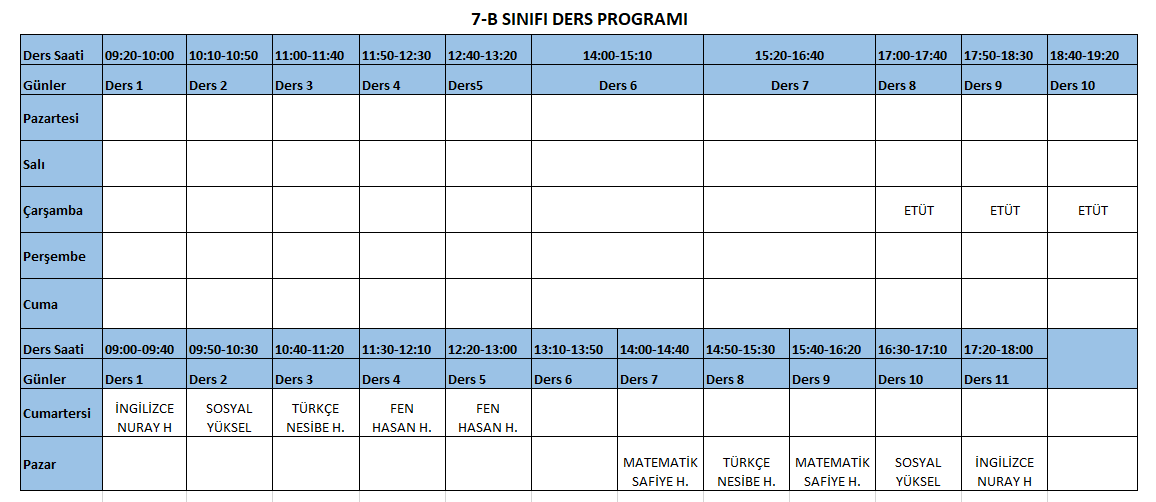 7-B SINIFI DERS PROGRAMI
Ders Saati 09:20-10:00 10:10-10:50 11:00-11:40 11:50-12:30 12:40-13:20 14:00-15:10 15:20-16:40 17:00-17:40 17:50-18:30 18:40-19:20
Günler Ders 1 Ders 2 Ders 3 Ders 4 Ders5 Ders 6 Ders 7 Ders 8 Ders 9 Ders 10
Pazartesi
Salı
Çarşamba ETÜT ETÜT ETÜT
Perşembe
Cuma
Ders Saati 09:00-09:40 09:50-10:30 10:40-11:20 11:30-12:10 12:20-13:00 13:10-13:50 14:00-14:40 14:50-15:30 15:40-16:20 16:30-17:10 17:20-18:00
Günler Ders 1 Ders 2 Ders 3 Ders 4 Ders 5 Ders 6 Ders 7 Ders 8 Ders 9 Ders 10 Ders 11
Cumartersi İNGİLİZCE SOSYAL TÜRKÇE FEN FEN
NURAY H YÜKSEL NESİBE H. HASAN H. HASAN H.
Pazar MATEMATİK TÜRKÇE MATEMATİK SOSYAL İNGİLİZCE
SAFİYE H. NESİBE H. SAFİYE H. YÜKSEL NURAY H